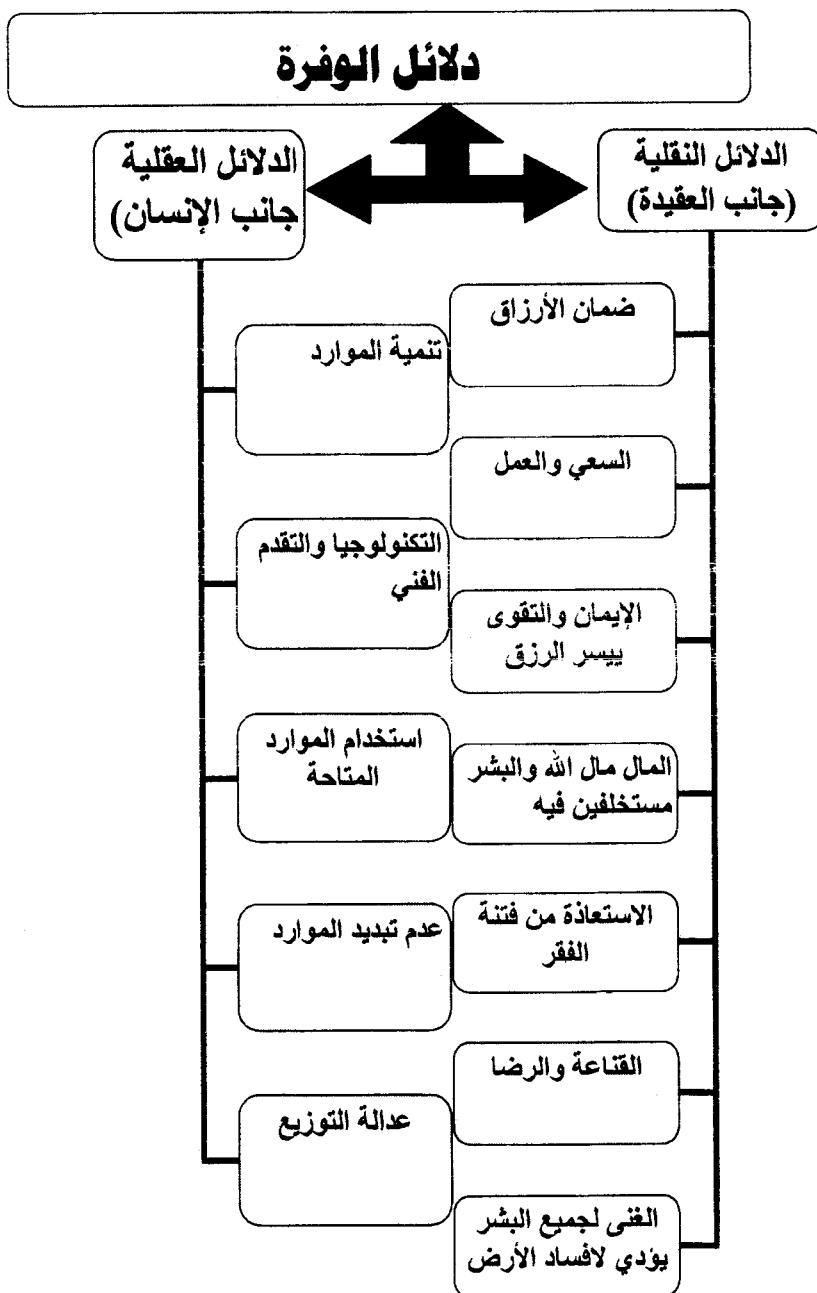 دلائل الوفرة
الدلائل النقلية
(جانب العقيدة)
ضمان الأرزاق
السعي والعمل
الإيمان والتقوى
ييسر الرزق
المال مال الله والبشر
مستخلفين فيه
الاستعاذة من فتنة
الفقر
القناعة والرضا
الغنى لجميع البشر
يؤدي لافساد الأرض
الدلائل العقلية
جانب الإنسان)
تنمية الموارد
التكنولوجيا والتقدم
الفني
استخدام الموارد
المتاحة
عدم تبديد الموارد
عدالة التوزيع